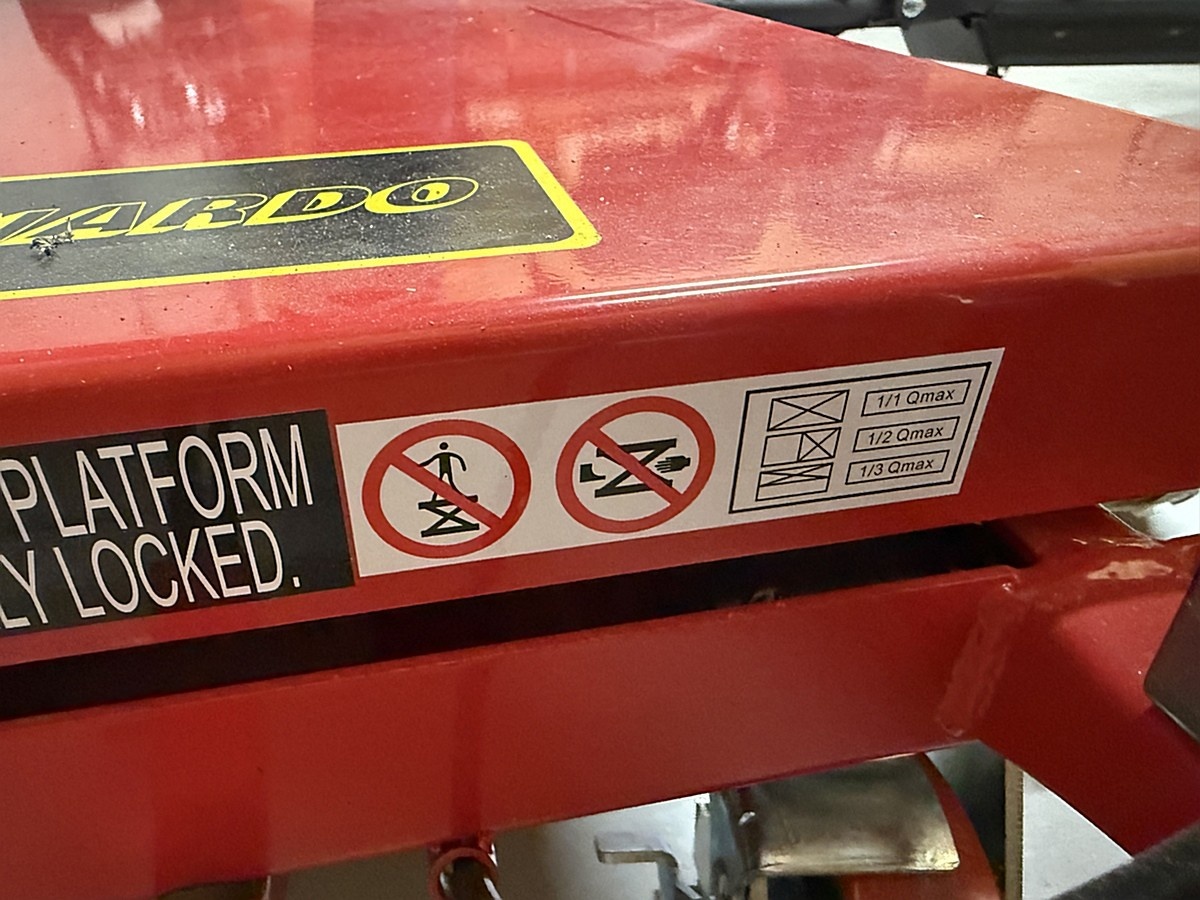 ARDO
PLATFORM
LY LOCKED.
1/1 Qmax
1/2 Qmax
1/3 Qmax